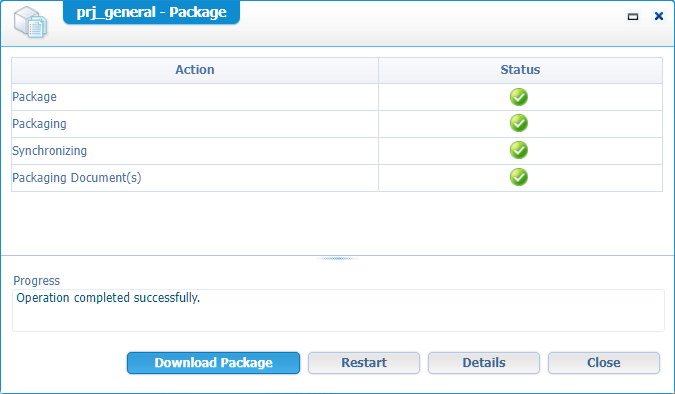 prj_general - Package
Action Status
Package
Packaging
Synchronizing
Packaging Document(s)
Progress
Operation completed successfully.
Download Package Restart Details Close